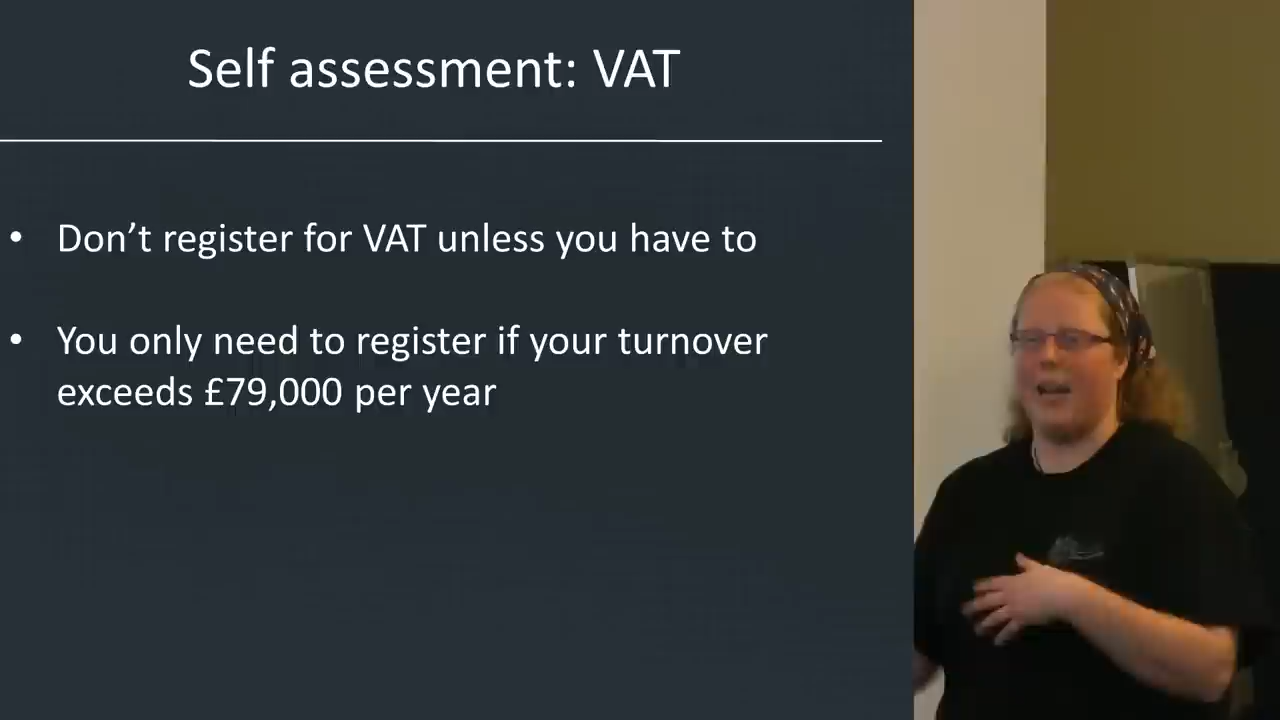 Self assessment: VAT
• Don’t register for VAT unless you have to
• You only need to register if your turnover
exceeds £79,000 per year